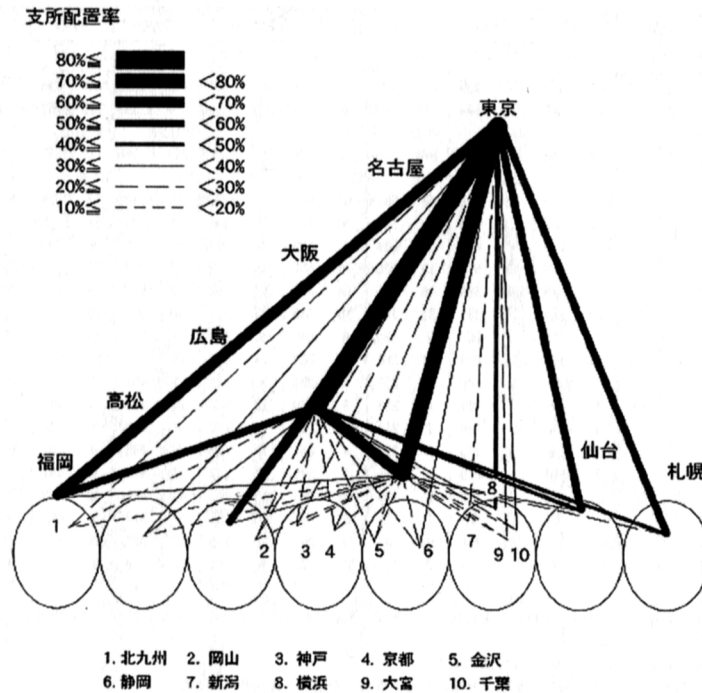 支所配置率
80%≦
70%≦ <80%
60%≦ <70%
50%≦ <60%
40%≦ <50%
30%≦ <40%
20%≦ <30%
10%≦ <20%
東京
名古屋
大阪
広島
高松
福岡
仙台
札幌
1
2
3
4
5
6
7
8
9
10
1. 北九州 2. 岡山 3. 神戸 4. 京都 5. 金沢
6. 静岡 7. 新潟 8. 横浜 9. 大宮 10. 千葉